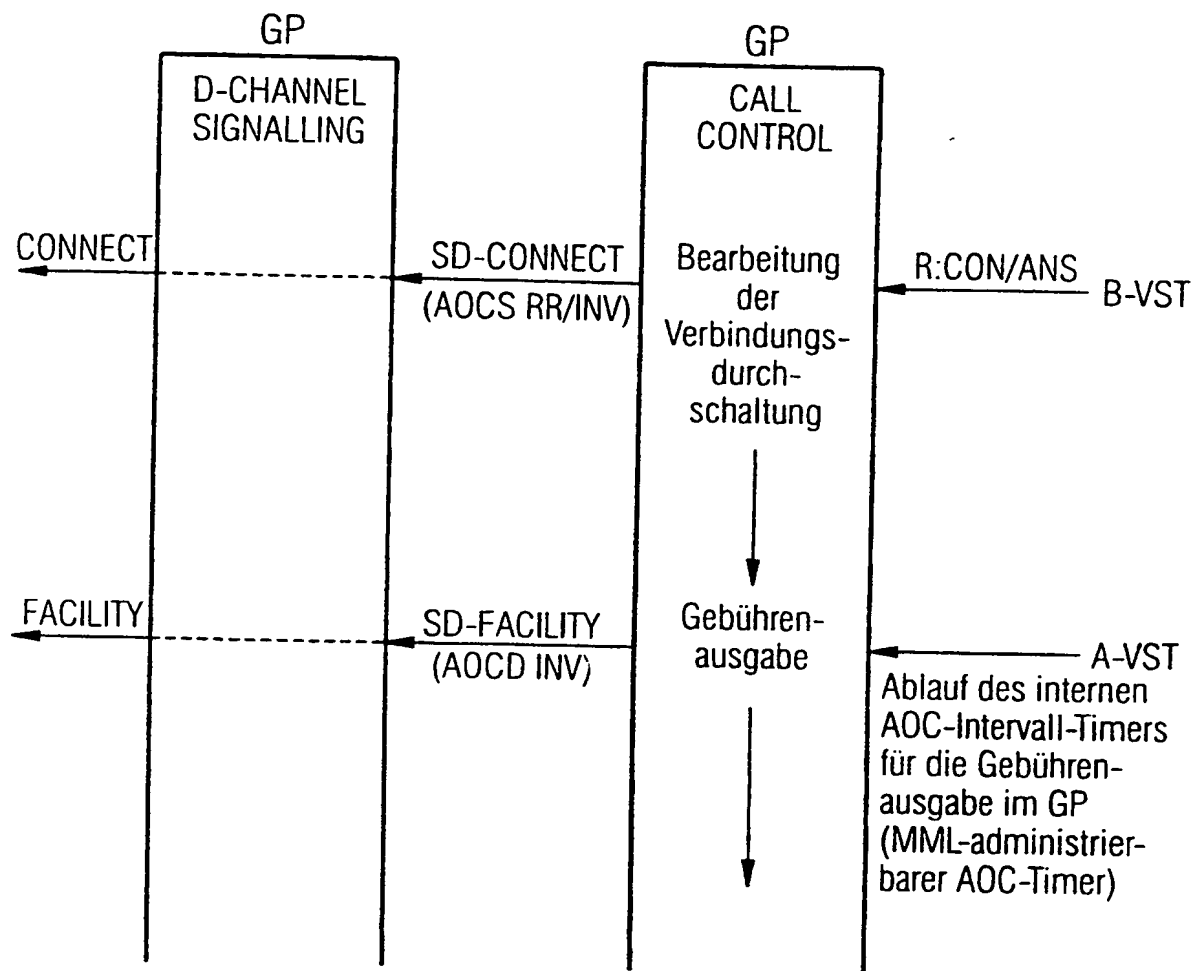 GP
D-CHANNEL
SIGNALLING
GP
CALL
CONTROL
CONNECT
SD-CONNECT
(AOCS RR/INV)
Bearbeitung
der
Verbindungs-
durch-
schaltung
R:CON/ANS
B-VST
FACILITY
SD-FACILITY
(AOCD INV)
Gebühren-
ausgabe
A-VST
Ablauf des internen
AOC-Intervall-Timers
für die Gebühren-
ausgabe im GP
(MML-administrier-
barer AOC-Timer)